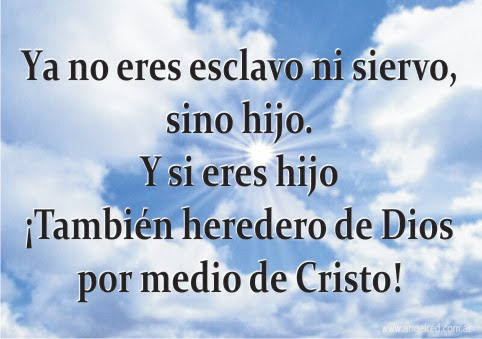 Ya no eres esclavo ni siervo,
sino hijo.
Y si eres hijo
¡También heredero de Dios
por medio de Cristo!
www.angelred.com.ar